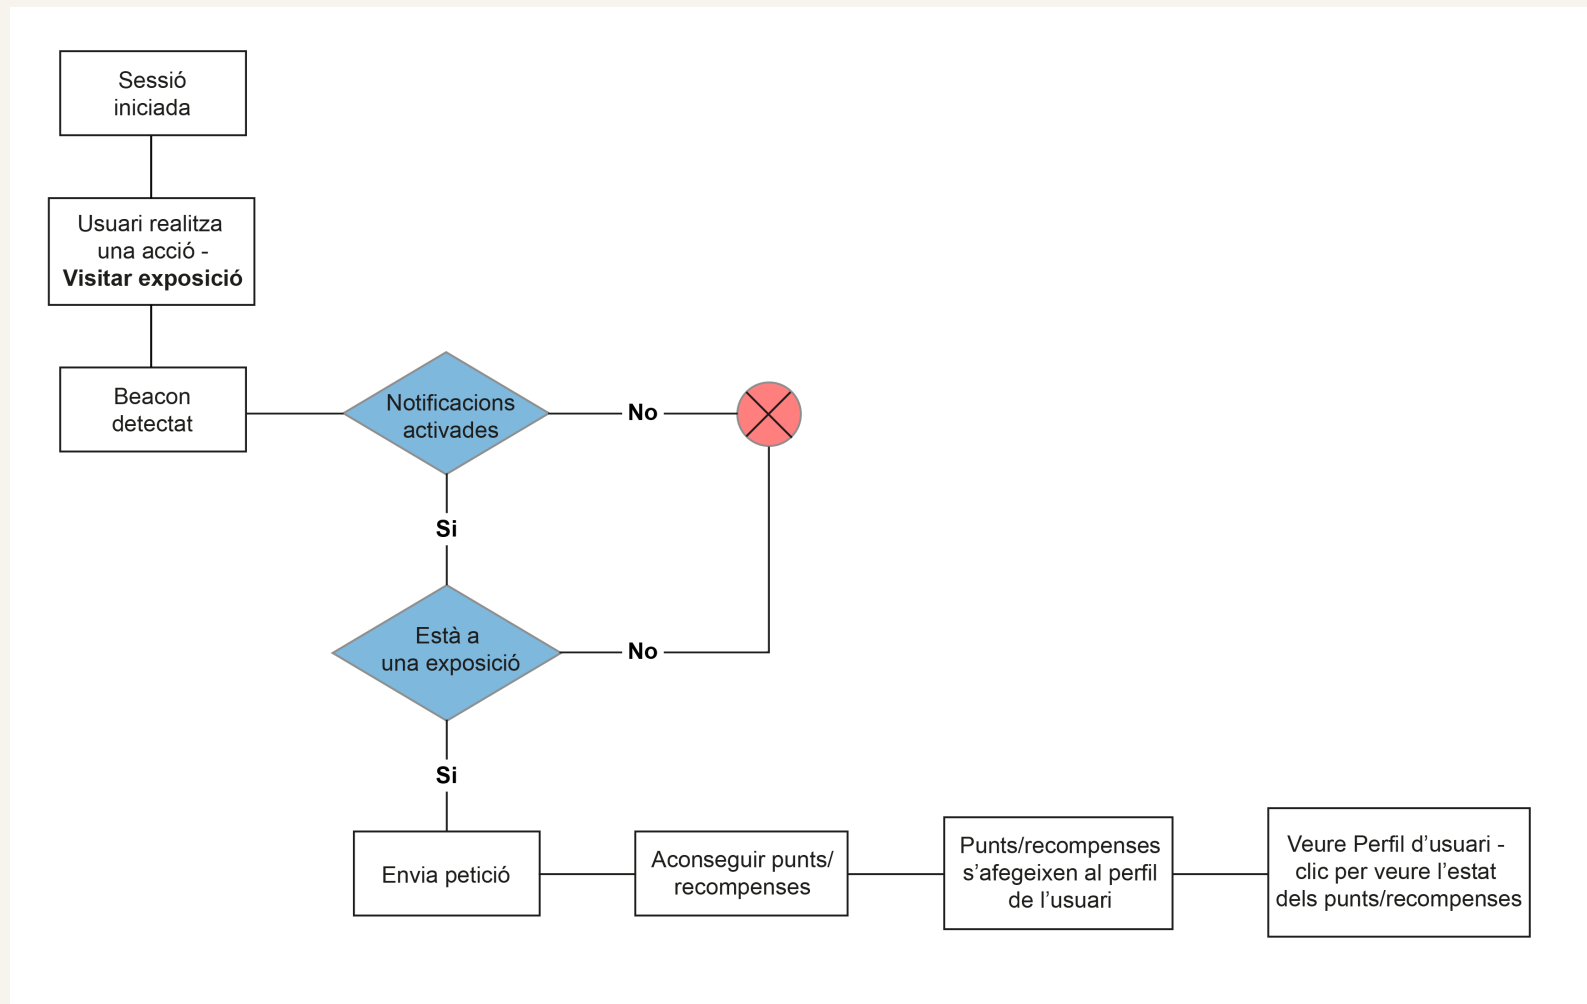 Sessió
iniciada
Usuari realitza
una acció -
Visitar exposició
Beacon
detectat
Notificacions
activades
No
Si
Està a
una exposició
No
Si
Envia petició
Aconseguir punts/
recompenses
Punts/recompenses
s’afegeixen al perfil
de l’usuari
Veure Perfil d’usuari -
clic per veure l’estat
dels punts/recompenses